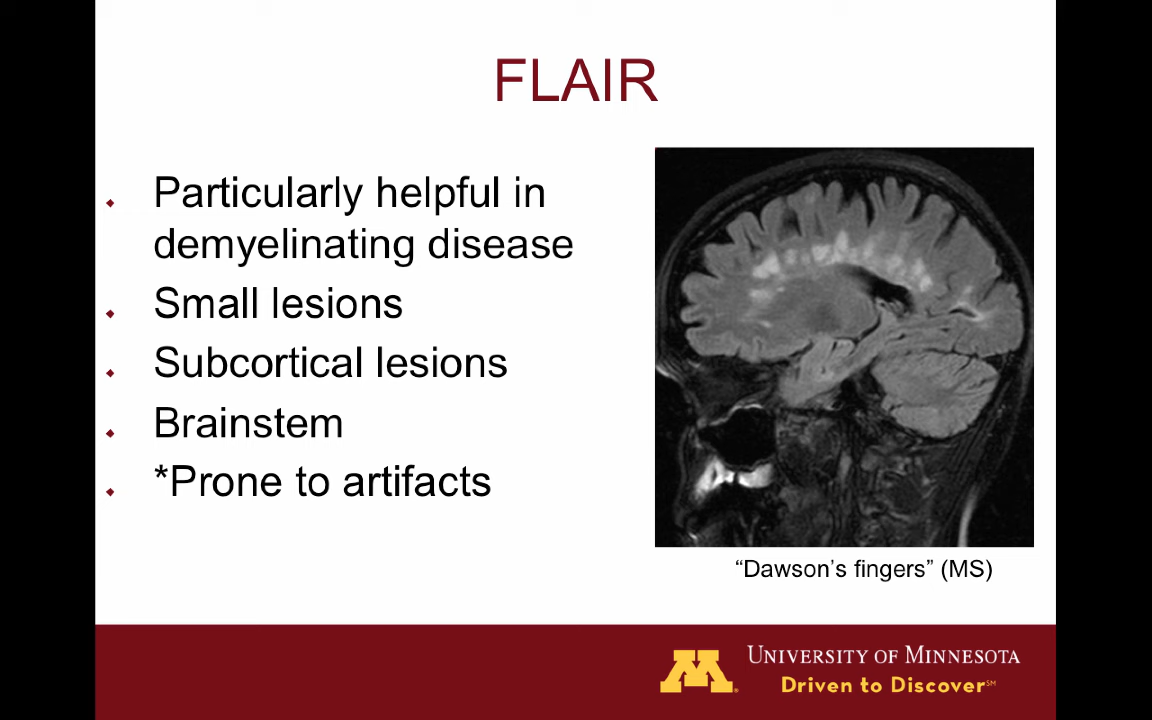 FLAIR
Particularly helpful in
demyelinating disease
Small lesions
Subcortical lesions
Brainstem
*Prone to artifacts
“Dawson’s fingers” (MS)
M
UNIVERSITY OF MINNESOTA
Driven to Discover℠